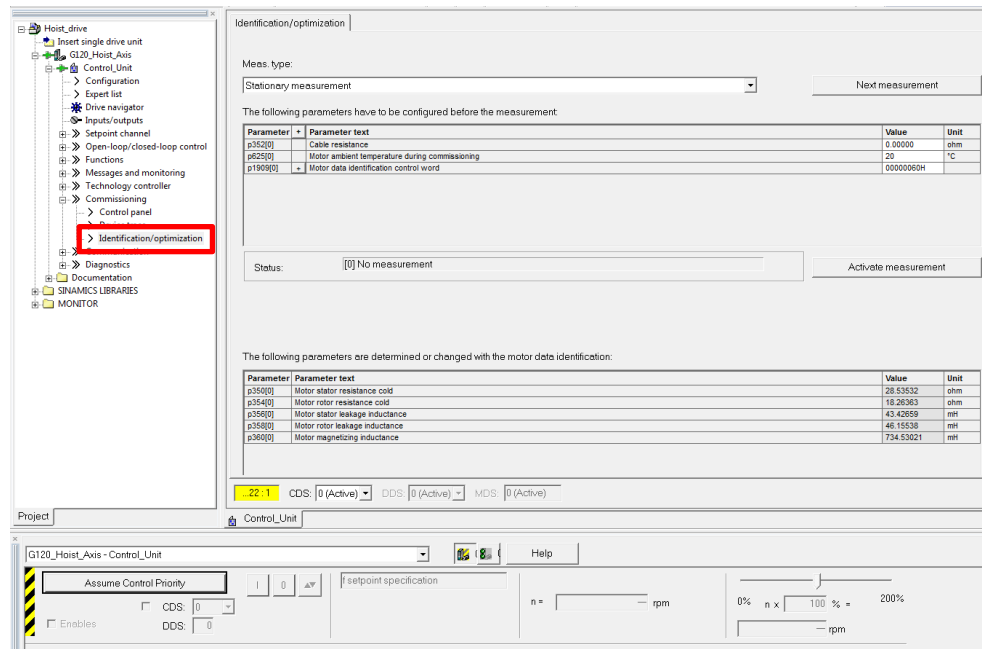 Hoist_drive
Insert single drive unit
G120_Hoist_Axis
Control_Unit
Configuration
Expert list
Drive navigator
Inputs/outputs
Setpoint channel
Open-loop/closed-loop control
Functions
Messages and monitoring
Technology controller
Commissioning
Control panel
Identification/optimization
Diagnostics
Documentation
SINAMICS LIBRARIES
MONITOR
Project
Identification/optimization
Meas. type:
Stationary measurement
Next measurement
The following parameters have to be configured before the measurement:
Parameter + Parameter text Value Unit
p352[0] Cable resistance 0.00000 ohm
p625[0] Motor ambient temperature during commissioning 20 °C
p1909[0] + Motor data identification control word 00000060H
Status: [0] No measurement
Activate measurement
The following parameters are determined or changed with the motor data identification:
Parameter Parameter text Value Unit
p350[0] Motor stator resistance cold 28.53532 ohm
p354[0] Motor rotor resistance cold 18.26363 ohm
p356[0] Motor stator leakage inductance 43.42659 mH
p358[0] Motor rotor leakage inductance 46.15538 mH
p360[0] Motor magnetizing inductance 734.53021 mH
...22 : 1 CDS: 0 (Active) DDS: 0 (Active) MDS: 0 (Active)
Control_Unit
G120_Hoist_Axis - Control_Unit
Help
Assume Control Priority
I 0
f setpoint specification
CDS: 0
Enables DDS: 0
n = — rpm
0% n x 100 % = 200%
— rpm